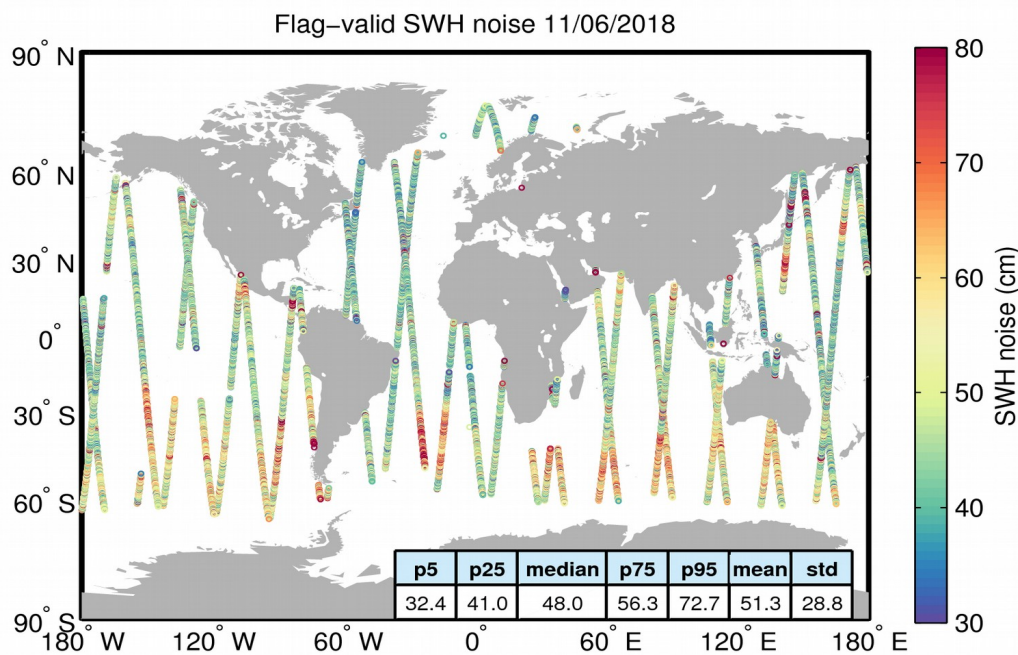 Flag−valid SWH noise 11/06/2018
90° N
60° N
30° N
0°
30° S
60° S
90° S
180° W
120° W
60° W
0°
60° E
120° E
180° E
p5 p25 median p75 p95 mean std
32.4 41.0 48.0 56.3 72.7 51.3 28.8
80
70
60
50
40
30
SWH noise (cm)